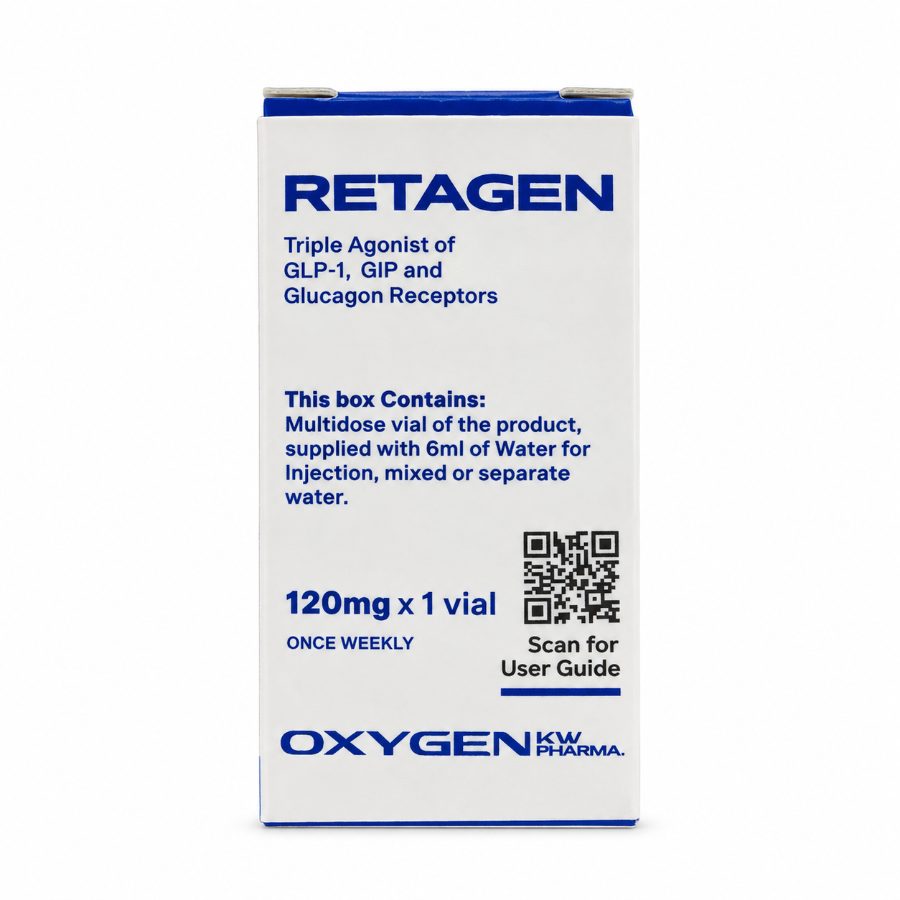 RETAGEN
Triple Agonist of
GLP-1, GIP and
Glucagon Receptors
This box Contains:
Multidose vial of the product,
supplied with 6ml of Water for
Injection, mixed or separate
water.
120mg x 1 vial
ONCE WEEKLY
Scan for
User Guide
OXYGEN KW PHARMA.